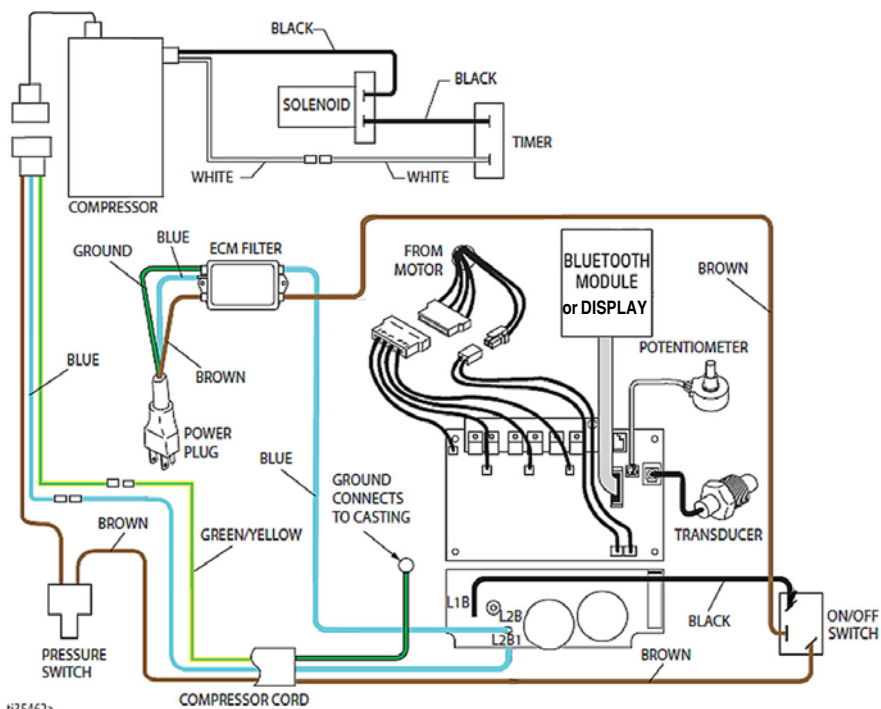 BLACK
BLACK
SOLENOID
TIMER
WHITE
WHITE
COMPRESSOR
GROUND
BLUE
ECM FILTER
FROM
MOTOR
BLUETOOTH
MODULE
or DISPLAY
BROWN
POTENTIOMETER
BLUE
BROWN
POWER
PLUG
BLUE
GROUND
CONNECTS
TO CASTING
TRANSDUCER
BROWN
GREEN/YELLOW
L1B
L2B
L2B1
BLACK
ON/OFF
SWITCH
PRESSURE
SWITCH
BROWN
COMPRESSOR CORD
ti35462a